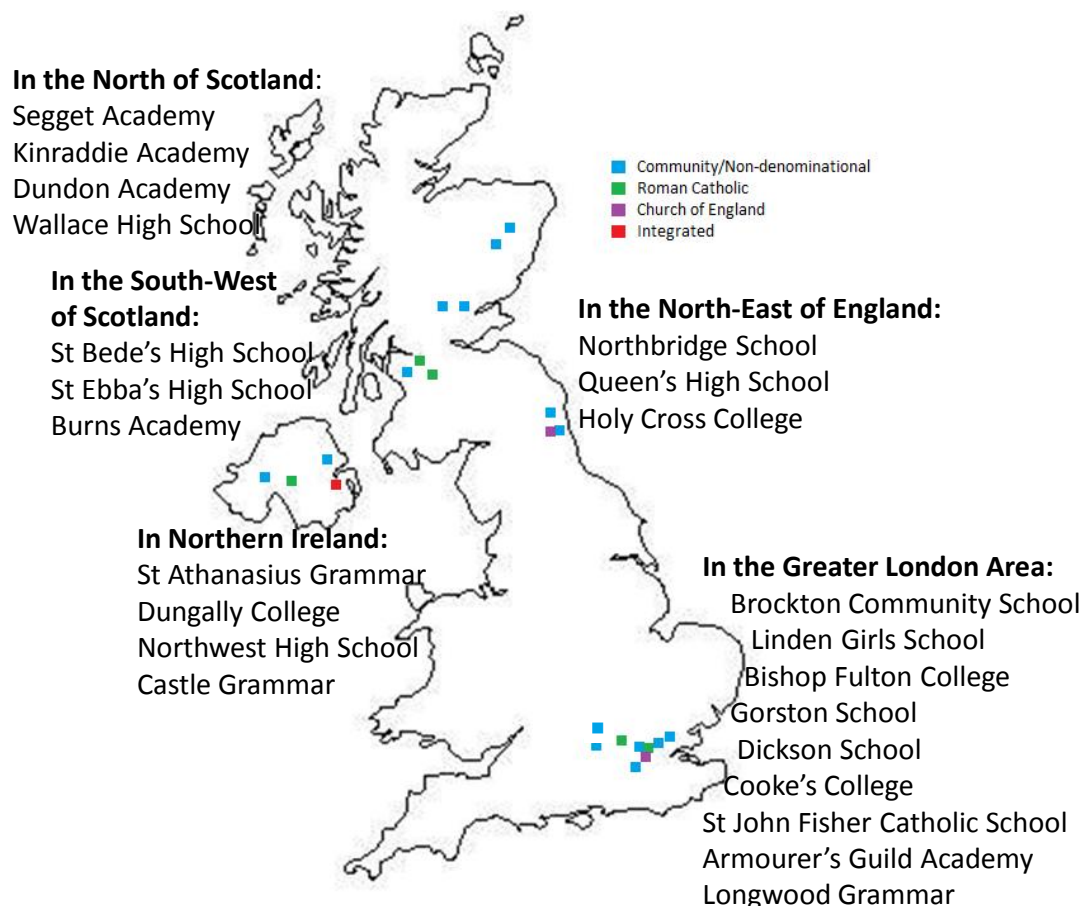 In the North of Scotland:
Segget Academy
Kinraddie Academy
Dundon Academy
Wallace High School
Community/Non-denominational
Roman Catholic
Church of England
Integrated
In the South-West
of Scotland:
St Bede’s High School
St Ebba’s High School
Burns Academy
In the North-East of England:
Northbridge School
Queen’s High School
Holy Cross College
In Northern Ireland:
St Athanasius Grammar
Dungally College
Northwest High School
Castle Grammar
In the Greater London Area:
Brockton Community School
Linden Girls School
Bishop Fulton College
Gorston School
Dickson School
Cooke’s College
St John Fisher Catholic School
Armourer’s Guild Academy
Longwood Grammar